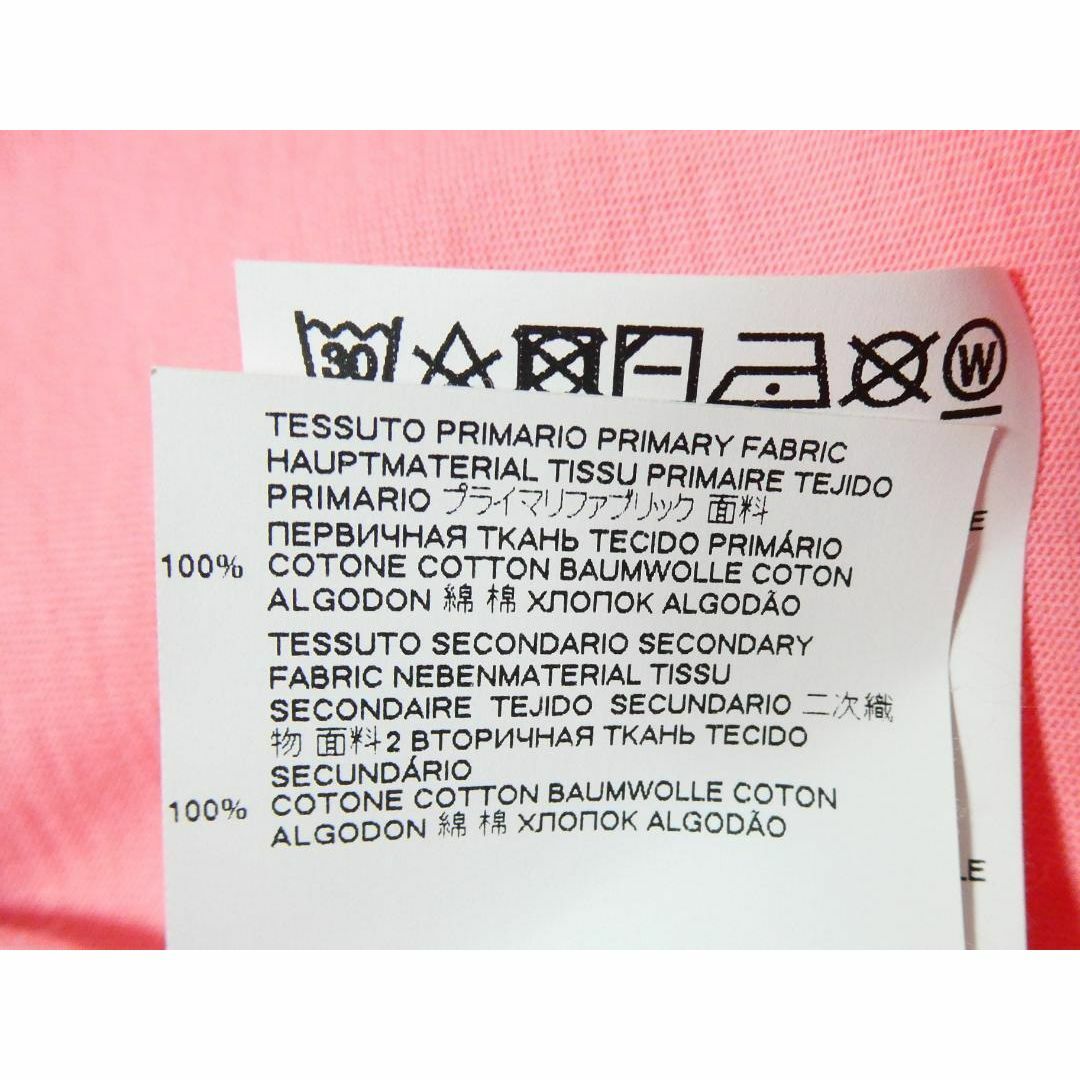 30
W
TESSUTO PRIMARIO PRIMARY FABRIC
HAUPTMATERIAL TISSU PRIMAIRE TEJIDO
PRIMARIO プライマリファブリック 面料
ПЕРВИЧНАЯ ТКАНЬ TECIDO PRIMÁRIO
100% COTONE COTTON BAUMWOLLE COTON
ALGODON 綿 棉 ХЛОПОК ALGODÃO
TESSUTO SECONDARIO SECONDARY
FABRIC NEBENMATERIAL TISSU
SECONDAIRE TEJIDO SECUNDARIO 二次織
物 面料2 ВТОРИЧНАЯ ТКАНЬ TECIDO
SECUNDÁRIO
100% COTONE COTTON BAUMWOLLE COTON
ALGODON 綿 棉 ХЛОПОК ALGODÃO